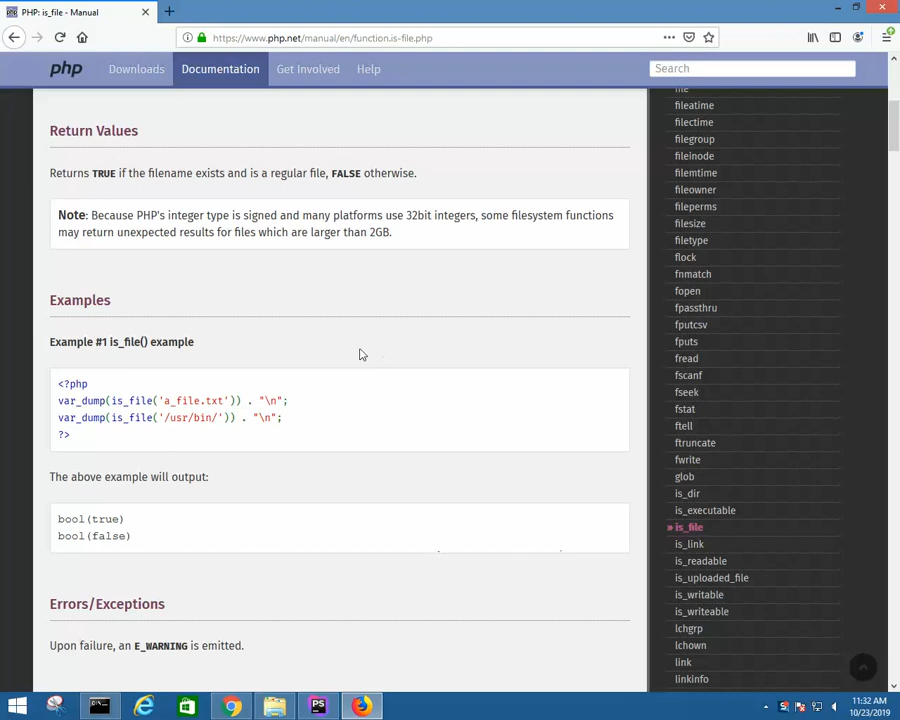 PHP: is_file - Manual
https://www.php.net/manual/en/function.is-file.php
php
Downloads
Documentation
Get Involved
Help
Search
Return Values
Returns TRUE if the filename exists and is a regular file, FALSE otherwise.
Note: Because PHP's integer type is signed and many platforms use 32bit integers, some filesystem functions
may return unexpected results for files which are larger than 2GB.
Examples
Example #1 is_file() example
<?php
var_dump(is_file('a_file.txt')) . "\n";
var_dump(is_file('/usr/bin/')) . "\n";
?>
The above example will output:
bool(true)
bool(false)
Errors/Exceptions
Upon failure, an E_WARNING is emitted.
file
fileatime
filectime
filegroup
fileinode
filemtime
fileowner
fileperms
filesize
filetype
flock
fnmatch
fopen
fpassthru
fputcsv
fputs
fread
fscanf
fseek
fstat
ftell
ftruncate
fwrite
glob
is_dir
is_executable
» is_file
is_link
is_readable
is_uploaded_file
is_writable
is_writeable
lchgrp
lchown
link
linkinfo
PS
11:32 AM
10/23/2019